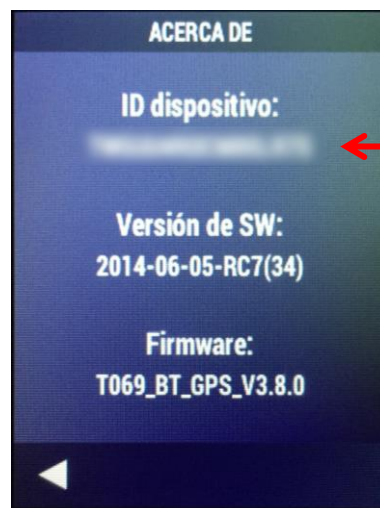 ACERCA DE
ID dispositivo:
Versión de SW:
2014-06-05-RC7(34)
Firmware:
T069_BT_GPS_V3.8.0